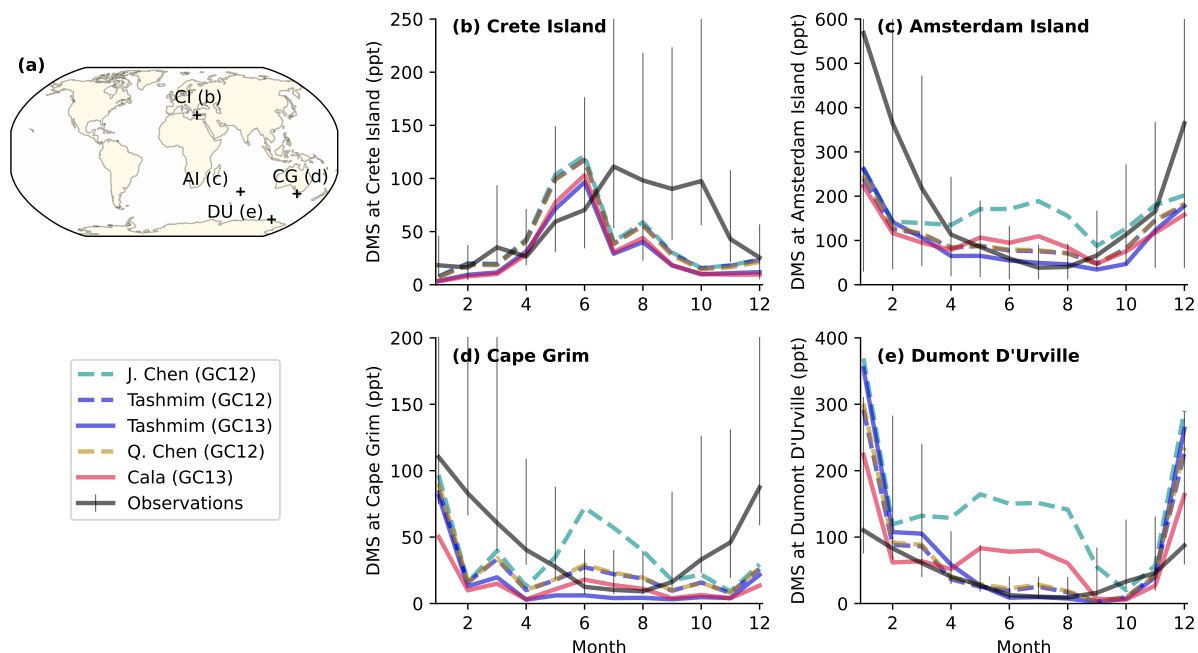 (a)
CI (b)
AI (c)
CG (d)
DU (e)
J. Chen (GC12)
Tashmim (GC12)
Tashmim (GC13)
Q. Chen (GC12)
Cala (GC13)
Observations
(b) Crete Island
DMS at Crete Island (ppt)
250
200
150
100
50
0
2 4 6 8 10 12
(c) Amsterdam Island
DMS at Amsterdam Island (ppt)
600
500
400
300
200
100
0
2 4 6 8 10 12
(d) Cape Grim
DMS at Cape Grim (ppt)
200
150
100
50
0
2 4 6 8 10 12
Month
(e) Dumont D'Urville
DMS at Dumont D'Urville (ppt)
400
300
200
100
0
2 4 6 8 10 12
Month